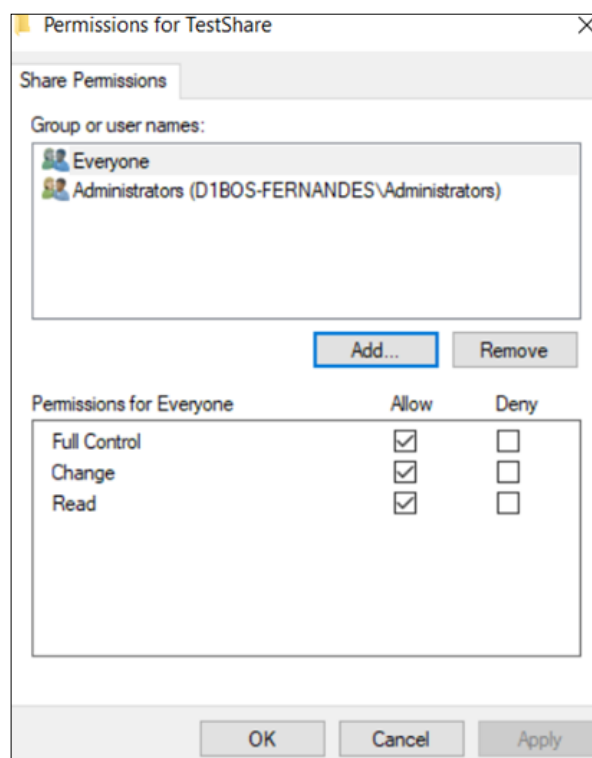 Permissions for TestShare
Share Permissions
Group or user names:
Everyone
Administrators (D1BOS-FERNANDES\Administrators)
Add... Remove
Permissions for Everyone Allow Deny
Full Control
Change
Read
OK Cancel Apply